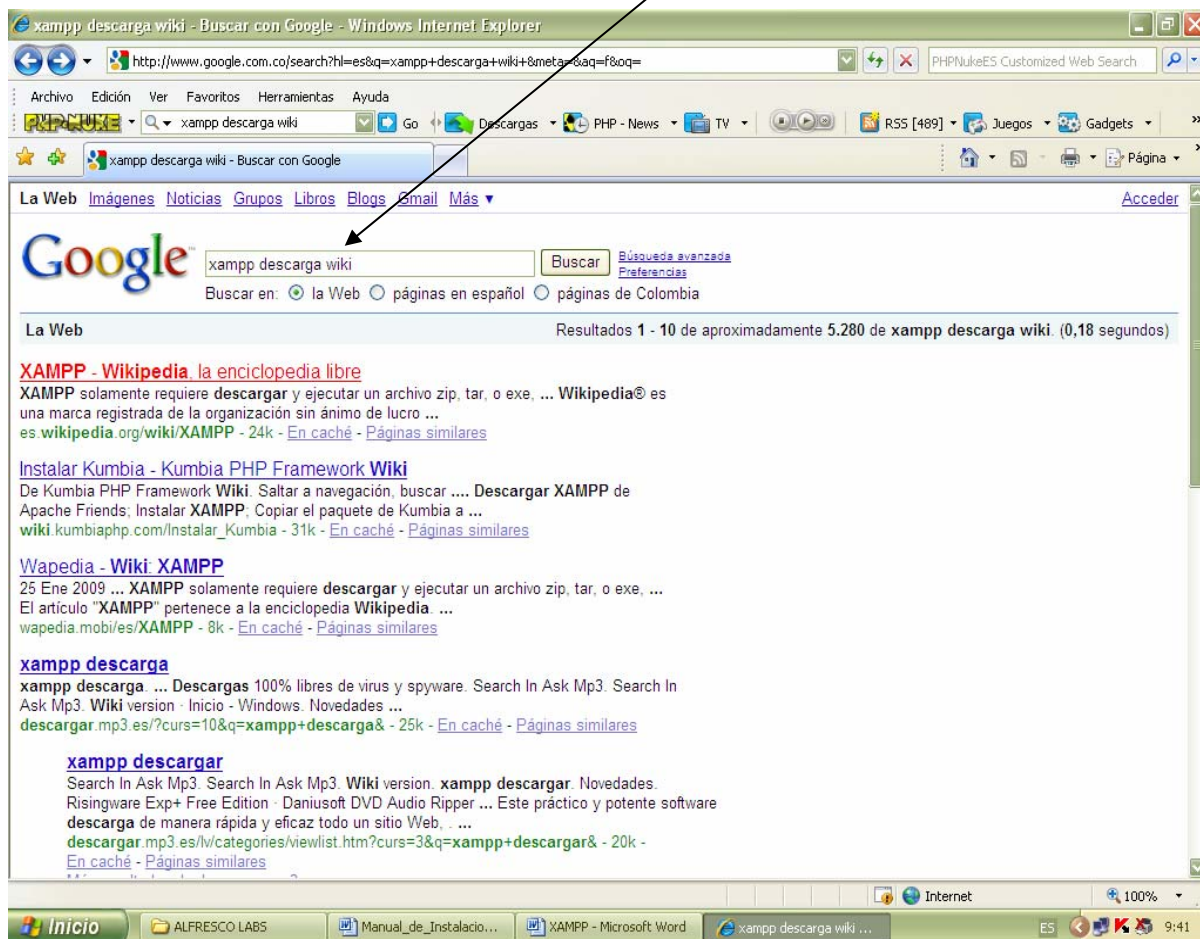 xampp descarga wiki - Buscar con Google - Windows Internet Explorer
http://www.google.com.co/search?hl=es&q=xampp+descarga+wiki+&meta=&aq=f&oq=
PHPNukeES Customized Web Search
Archivo Edición Ver Favoritos Herramientas Ayuda
PHP-NUKE xampp descarga wiki Go Descargas PHP - News TV RSS [489] Juegos Gadgets »
xampp descarga wiki - Buscar con Google Página
La Web Imágenes Noticias Grupos Libros Blogs Gmail Más ▼ Acceder
Google™ xampp descarga wiki Buscar Búsqueda avanzada
Preferencias
Buscar en: la Web páginas en español páginas de Colombia
La Web Resultados 1 - 10 de aproximadamente 5.280 de xampp descarga wiki. (0,18 segundos)
XAMPP - Wikipedia, la enciclopedia libre
XAMPP solamente requiere descargar y ejecutar un archivo zip, tar, o exe, ... Wikipedia® es
una marca registrada de la organización sin ánimo de lucro ...
es.wikipedia.org/wiki/XAMPP - 24k - En caché - Páginas similares
Instalar Kumbia - Kumbia PHP Framework Wiki
De Kumbia PHP Framework Wiki. Saltar a navegación, buscar .... Descargar XAMPP de
Apache Friends; Instalar XAMPP; Copiar el paquete de Kumbia a ...
wiki.kumbiaphp.com/Instalar_Kumbia - 31k - En caché - Páginas similares
Wapedia - Wiki: XAMPP
25 Ene 2009 ... XAMPP solamente requiere descargar y ejecutar un archivo zip, tar, o exe, ...
El artículo "XAMPP" pertenece a la enciclopedia Wikipedia. ...
wapedia.mobi/es/XAMPP - 8k - En caché - Páginas similares
xampp descarga
xampp descarga. ... Descargas 100% libres de virus y spyware. Search In Ask Mp3. Search In
Ask Mp3. Wiki version · Inicio - Windows. Novedades ...
descargar.mp3.es/?curs=10&q=xampp+descarga& - 25k - En caché - Páginas similares
xampp descargar
Search In Ask Mp3. Search In Ask Mp3. Wiki version. xampp descargar. Novedades.
Risingware Exp+ Free Edition · Daniusoft DVD Audio Ripper ... Este práctico y potente software
descarga de manera rápida y eficaz todo un sitio Web, . ...
descargar.mp3.es/lv/categories/viewlist.htm?curs=3&q=xampp+descargar& - 20k -
En caché - Páginas similares
Internet 100%
Inicio ALFRESCO LABS Manual_de_Instalacio... XAMPP - Microsoft Word xampp descarga wiki ... ES 9:41